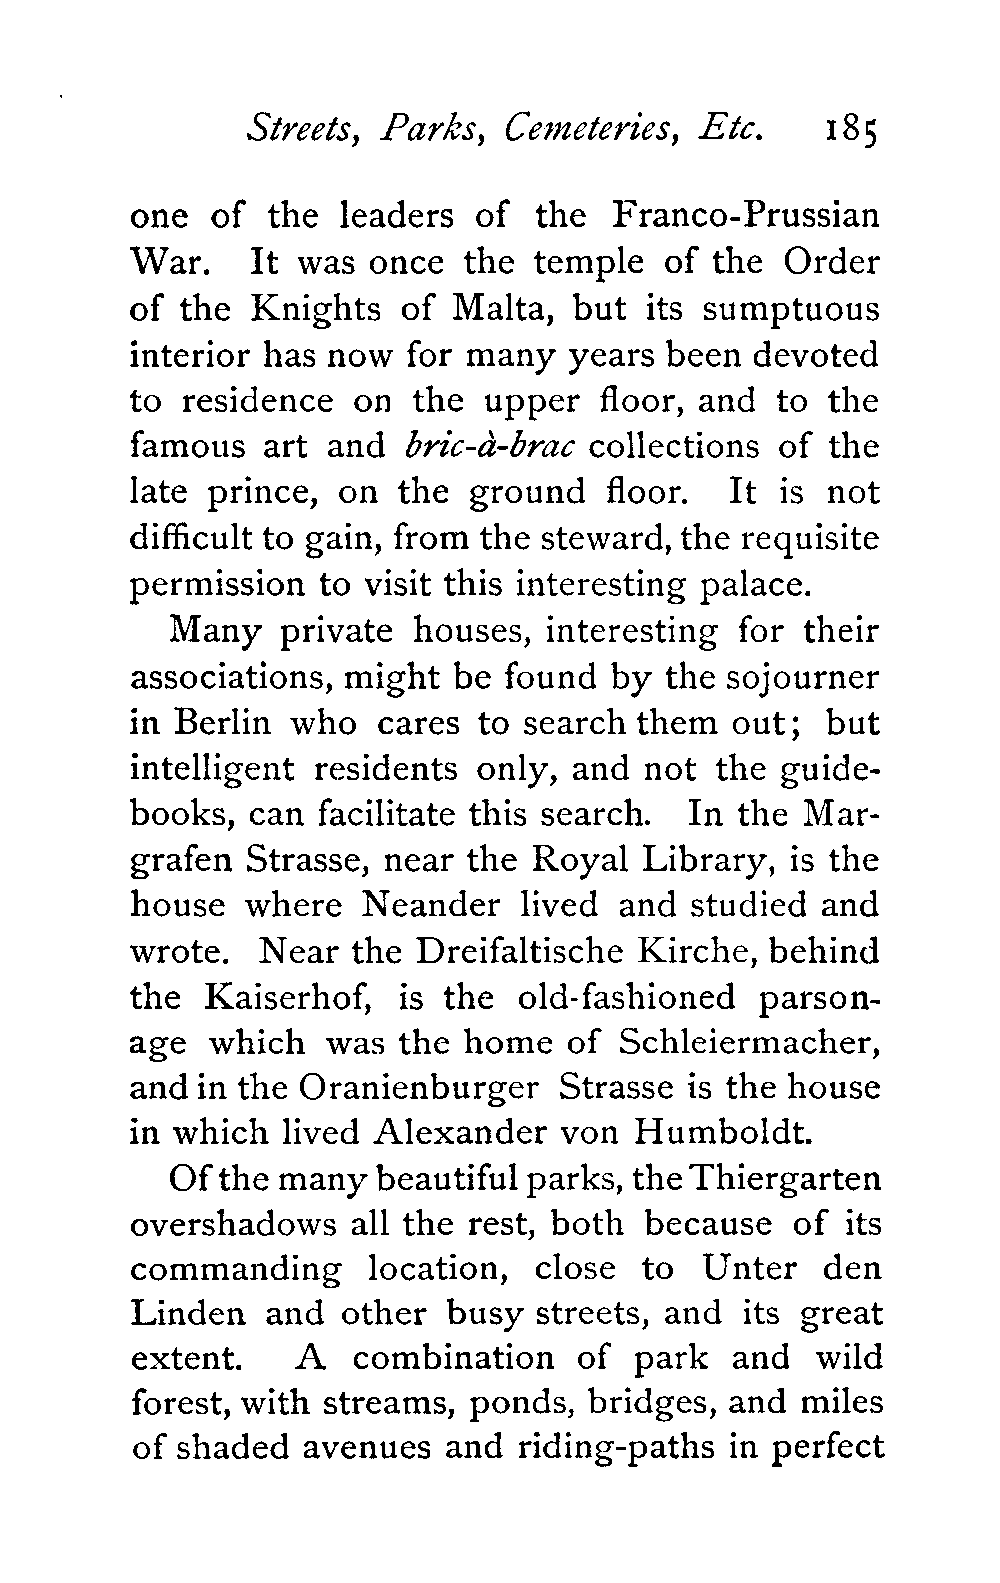 Streets, Parks, Cemeteries, Etc. 185
one of the leaders of the Franco-Prussian
War. It was once the temple of the Order
of the Knights of Malta, but its sumptuous
interior has now for many years been devoted
to residence on the upper floor, and to the
famous art and bric-à-brac collections of the
late prince, on the ground floor. It is not
difficult to gain, from the steward, the requisite
permission to visit this interesting palace.
Many private houses, interesting for their
associations, might be found by the sojourner
in Berlin who cares to search them out; but
intelligent residents only, and not the guide-
books, can facilitate this search. In the Mar-
grafen Strasse, near the Royal Library, is the
house where Neander lived and studied and
wrote. Near the Dreifaltische Kirche, behind
the Kaiserhof, is the old-fashioned parson-
age which was the home of Schleiermacher,
and in the Oranienburger Strasse is the house
in which lived Alexander von Humboldt.
Of the many beautiful parks, the Thiergarten
overshadows all the rest, both because of its
commanding location, close to Unter den
Linden and other busy streets, and its great
extent. A combination of park and wild
forest, with streams, ponds, bridges, and miles
of shaded avenues and riding-paths in perfect